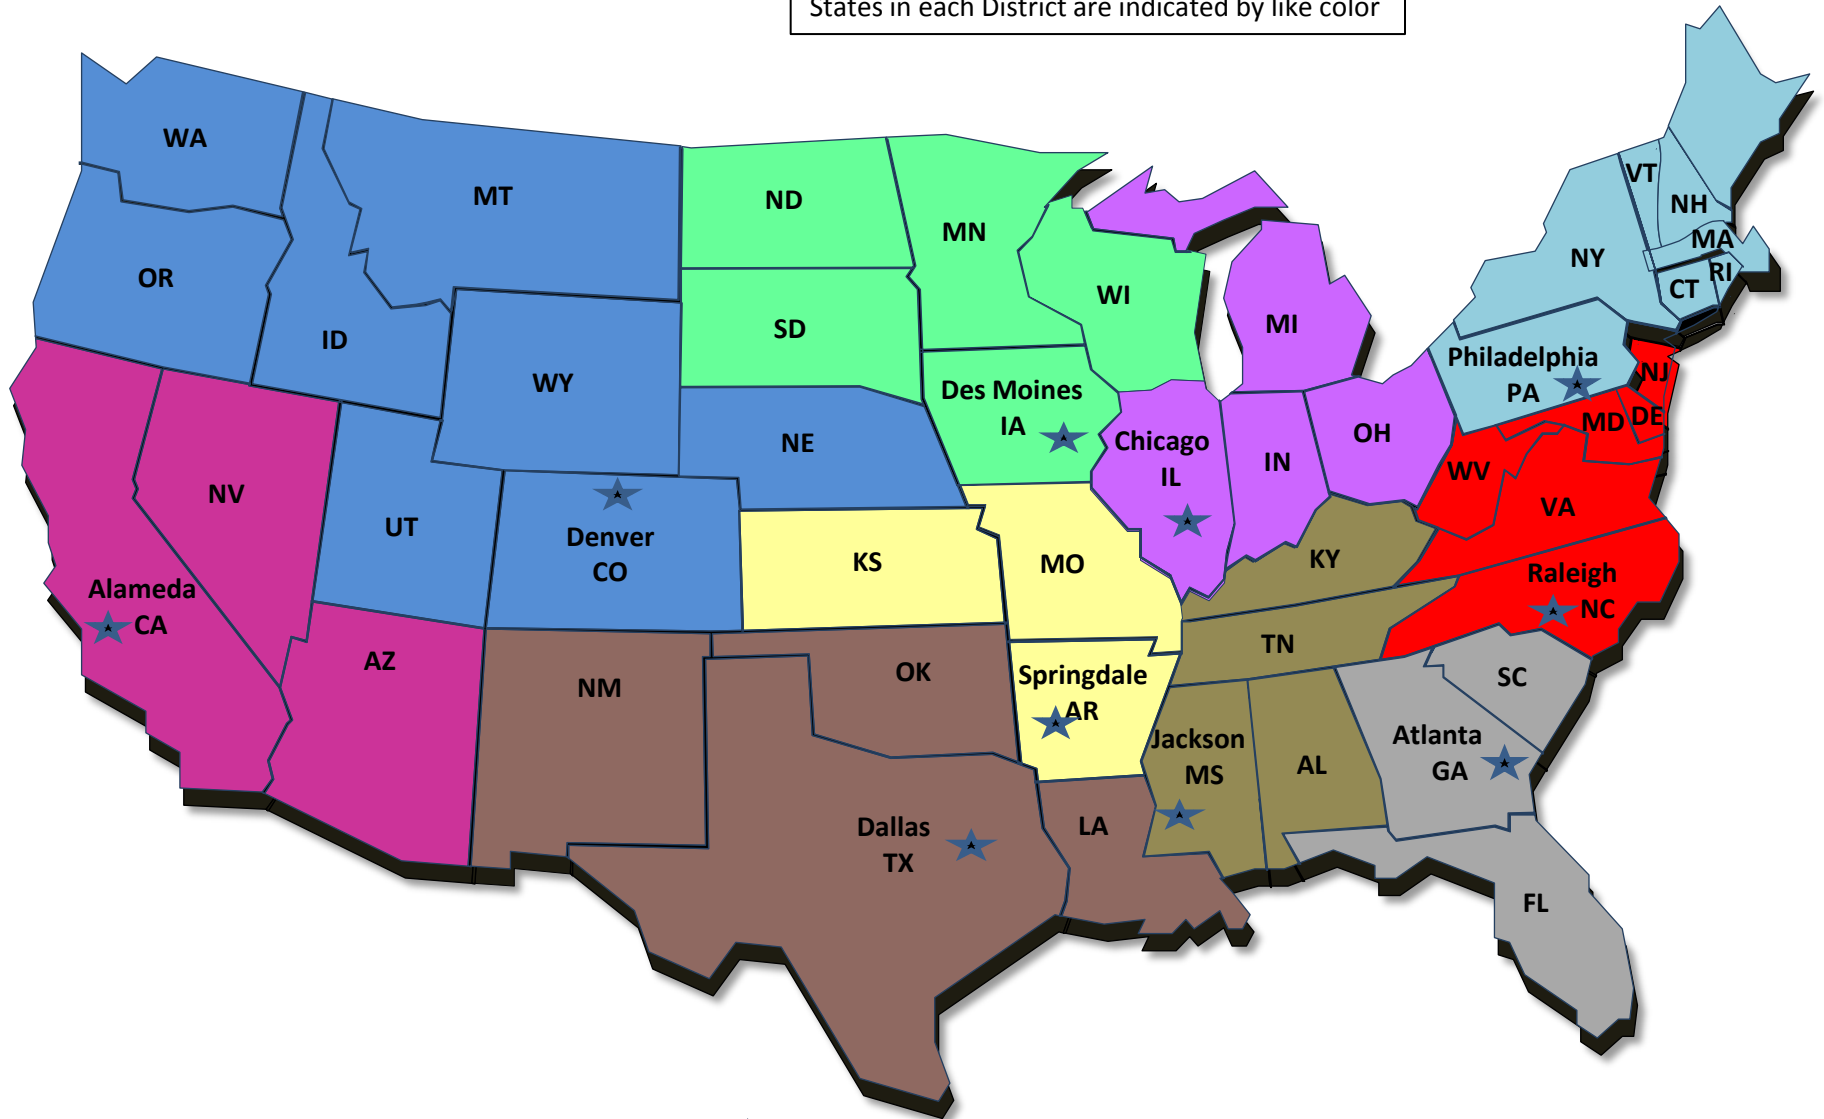 States in each District are indicated by like color
WA
MT
ND
MN
VT
NH
MA
OR
NY
RI
CT
WI
ID
SD
MI
WY
Philadelphia
PA
NJ
Des Moines
IA
MD
DE
NE
Chicago
IL
OH
IN
WV
NV
UT
VA
Denver
CO
KS
MO
KY
Raleigh
NC
Alameda
CA
TN
AZ
NM
OK
Springdale
AR
SC
Jackson
MS
AL
Atlanta
GA
Dallas
TX
LA
FL